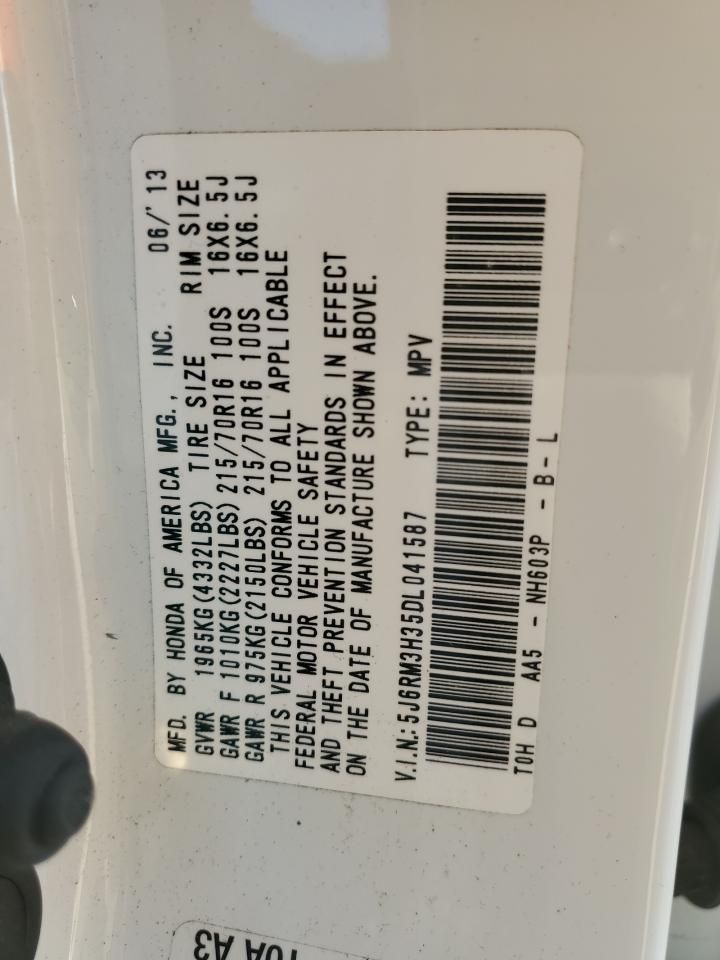 MFD. BY HONDA OF AMERICA MFG., INC. 06/'13
GVWR 1965KG(4332LBS) TIRE SIZE RIM SIZE
GAWR F 1010KG(2227LBS) 215/70R16 100S 16X6.5J
GAWR R 975KG(2150LBS) 215/70R16 100S 16X6.5J
THIS VEHICLE CONFORMS TO ALL APPLICABLE
FEDERAL MOTOR VEHICLE SAFETY
AND THEFT PREVENTION STANDARDS IN EFFECT
ON THE DATE OF MANUFACTURE SHOWN ABOVE.
V.I.N.:5J6RM3H35DL041587 TYPE: MPV
T0H D AA5 - NH603P - B - L
A3